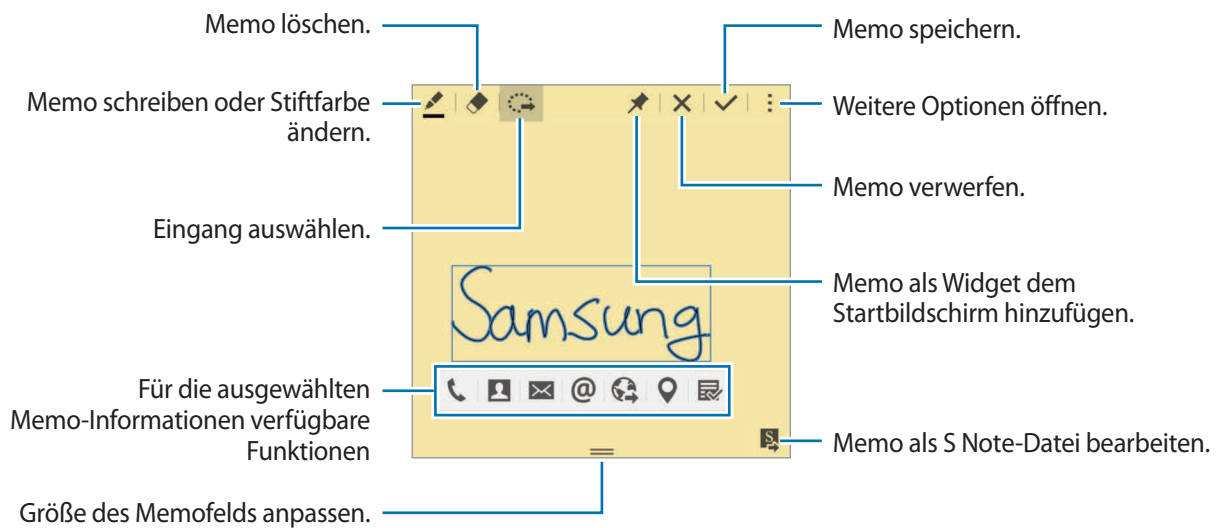 Memo löschen.
Memo speichern.
Memo schreiben oder Stiftfarbe
ändern.
Weitere Optionen öffnen.
Memo verwerfen.
Eingang auswählen.
Memo als Widget dem
Startbildschirm hinzufügen.
Samsung
Für die ausgewählten
Memo-Informationen verfügbare
Funktionen
@
S
Memo als S Note-Datei bearbeiten.
Größe des Memofelds anpassen.